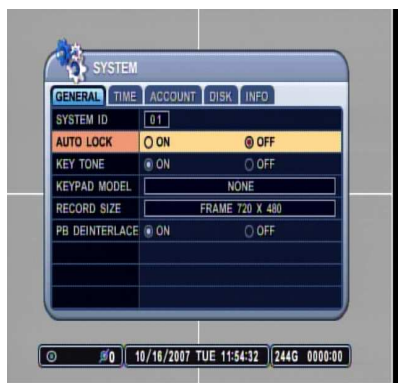 SYSTEM
GENERAL TIME ACCOUNT DISK INFO
SYSTEM ID 01
AUTO LOCK ON OFF
KEY TONE ON OFF
KEYPAD MODEL NONE
RECORD SIZE FRAME 720 X 480
PB DEINTERLACE ON OFF
0 10/16/2007 TUE 11:54:32 244G 0000:00